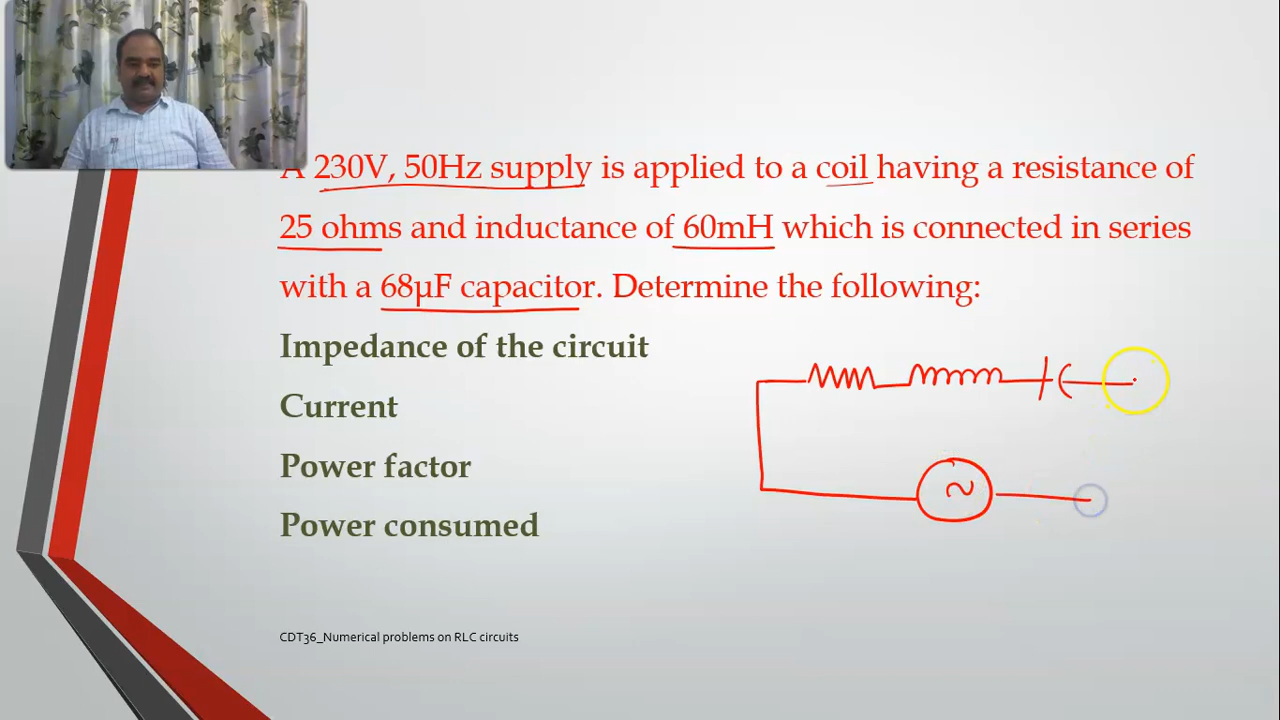 A 230V, 50Hz supply is applied to a coil having a resistance of
25 ohms and inductance of 60mH which is connected in series
with a 68µF capacitor. Determine the following:
Impedance of the circuit
Current
Power factor
Power consumed
~
CDT36_Numerical problems on RLC circuits